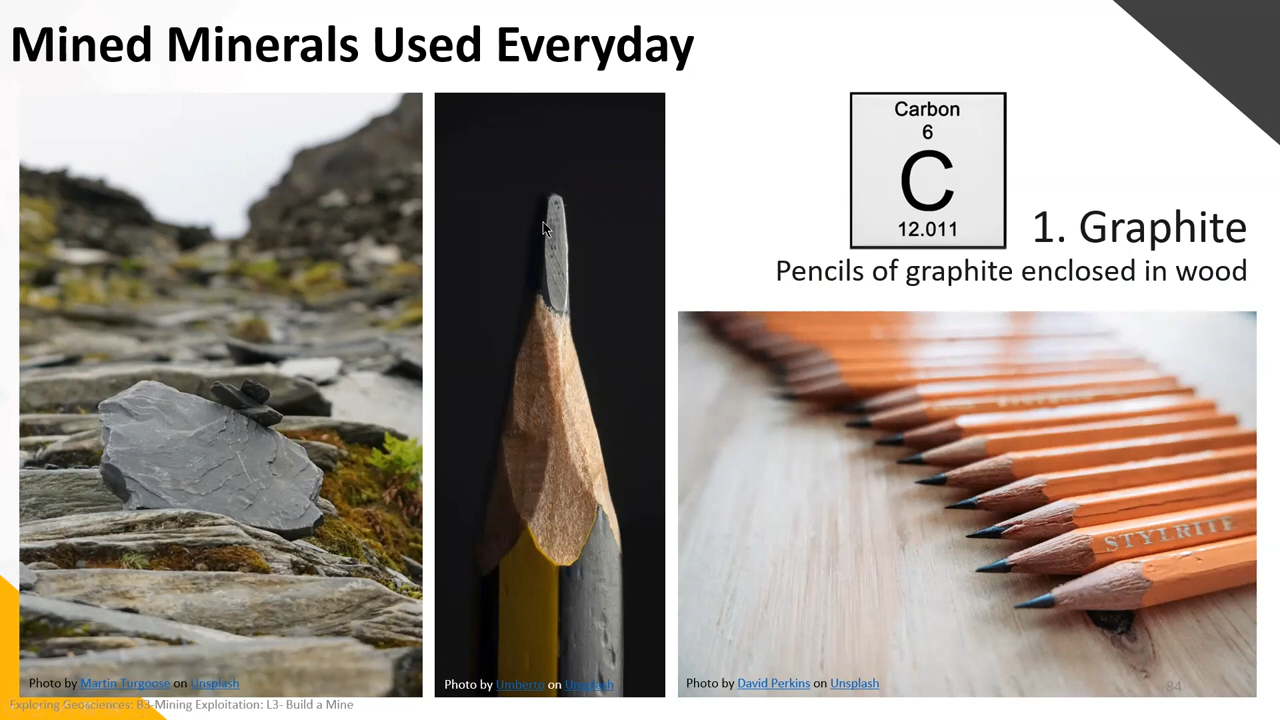 Mined Minerals Used Everyday
Carbon
6
C
12.011
1. Graphite
Pencils of graphite enclosed in wood
STYLRITE
Photo by Martin Turgoose on Unsplash
Photo by Umberto on Unsplash
Photo by David Perkins on Unsplash
84
Exploring Geosciences: B3-Mining Exploitation: L3- Build a Mine